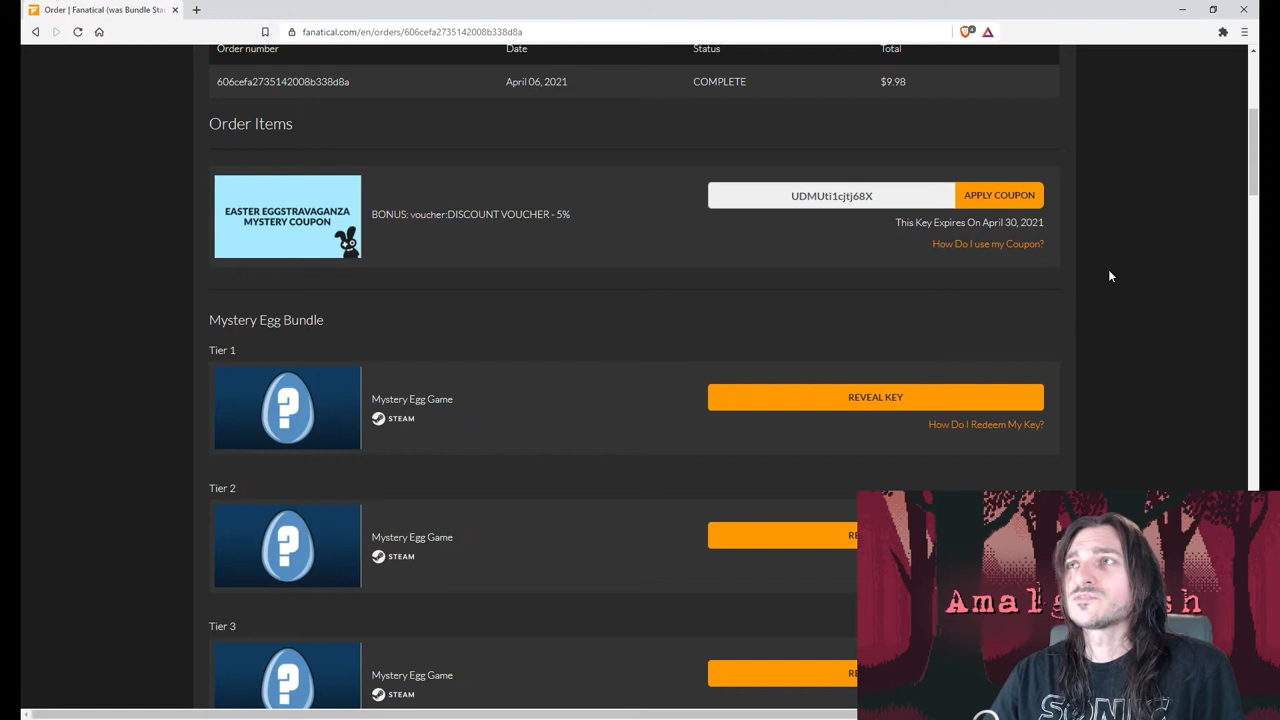 Order | Fanatical (was Bundle Sta
fanatical.com/en/orders/606cefa2735142008b338d8a
Order number Date Status Total
606cefa2735142008b338d8a April 06, 2021 COMPLETE $9.98
Order Items
EASTER EGGSTRAVAGANZA
MYSTERY COUPON
BONUS: voucher:DISCOUNT VOUCHER - 5%
UDMUti1cjtj68X APPLY COUPON
This Key Expires On April 30, 2021
How Do I use my Coupon?
Mystery Egg Bundle
Tier 1
?
Mystery Egg Game
STEAM
REVEAL KEY
How Do I Redeem My Key?
Tier 2
?
Mystery Egg Game
STEAM
RE
Tier 3
?
Mystery Egg Game
STEAM
RE
SONIC